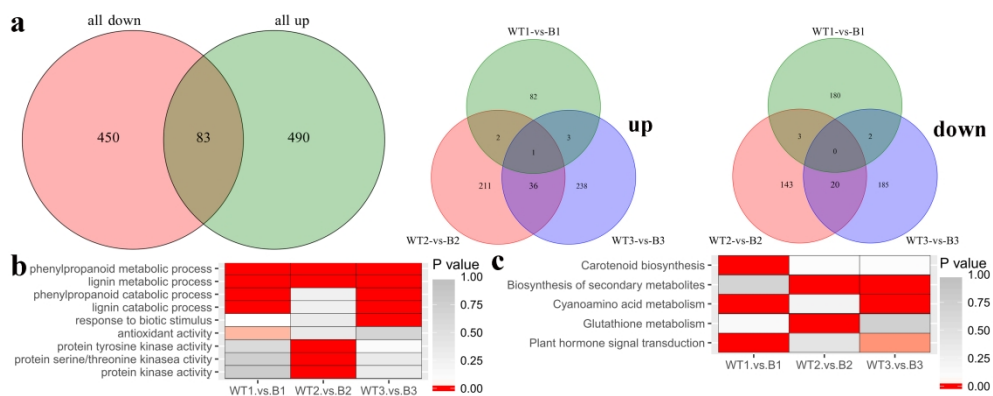 a
all down
all up
450
83
490
WT1-vs-B1
82
2
3
1
211
36
238
WT2-vs-B2
WT3-vs-B3
up
WT1-vs-B1
180
3
2
0
143
20
185
WT2-vs-B2
WT3-vs-B3
down
b
phenylpropanoid metabolic process
lignin metabolic process
phenylpropanoid catabolic process
lignin catabolic process
response to biotic stimulus
antioxidant activity
protein tyrosine kinase activity
protein serine/threonine kinasea ctivity
protein kinase activity
WT1.vs.B1
WT2.vs.B2
WT3.vs.B3
P value
1.00
0.75
0.50
0.25
0.00
c
Carotenoid biosynthesis
Biosynthesis of secondary metabolites
Cyanoamino acid metabolism
Glutathione metabolism
Plant hormone signal transduction
WT1.vs.B1
WT2.vs.B2
WT3.vs.B3
P value
1.00
0.75
0.50
0.25
0.00